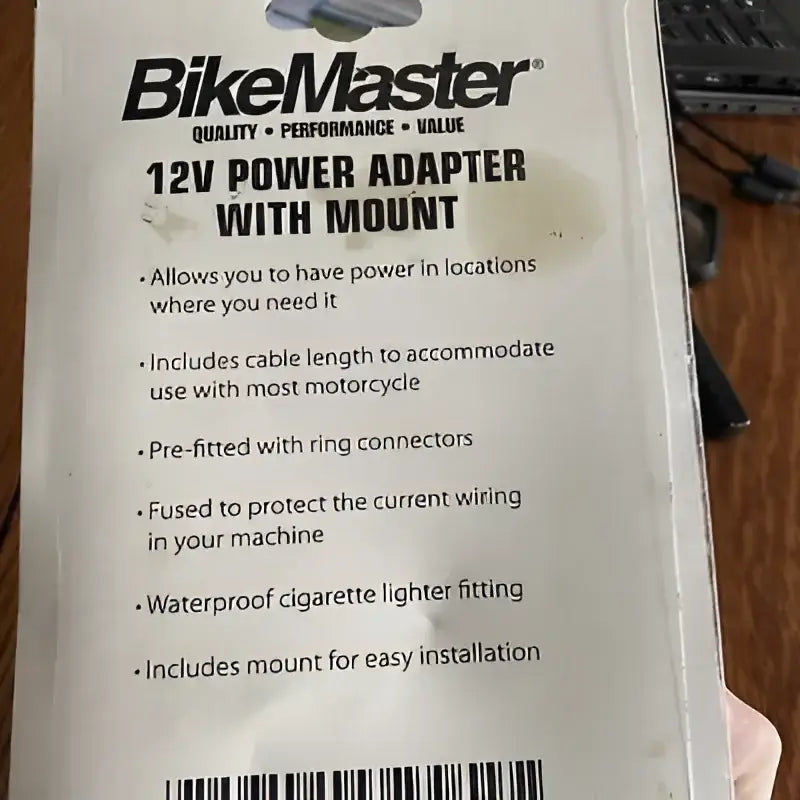 BikeMaster®
QUALITY • PERFORMANCE • VALUE
12V POWER ADAPTER
WITH MOUNT
• Allows you to have power in locations
where you need it
• Includes cable length to accommodate
use with most motorcycle
• Pre-fitted with ring connectors
• Fused to protect the current wiring
in your machine
• Waterproof cigarette lighter fitting
• Includes mount for easy installation